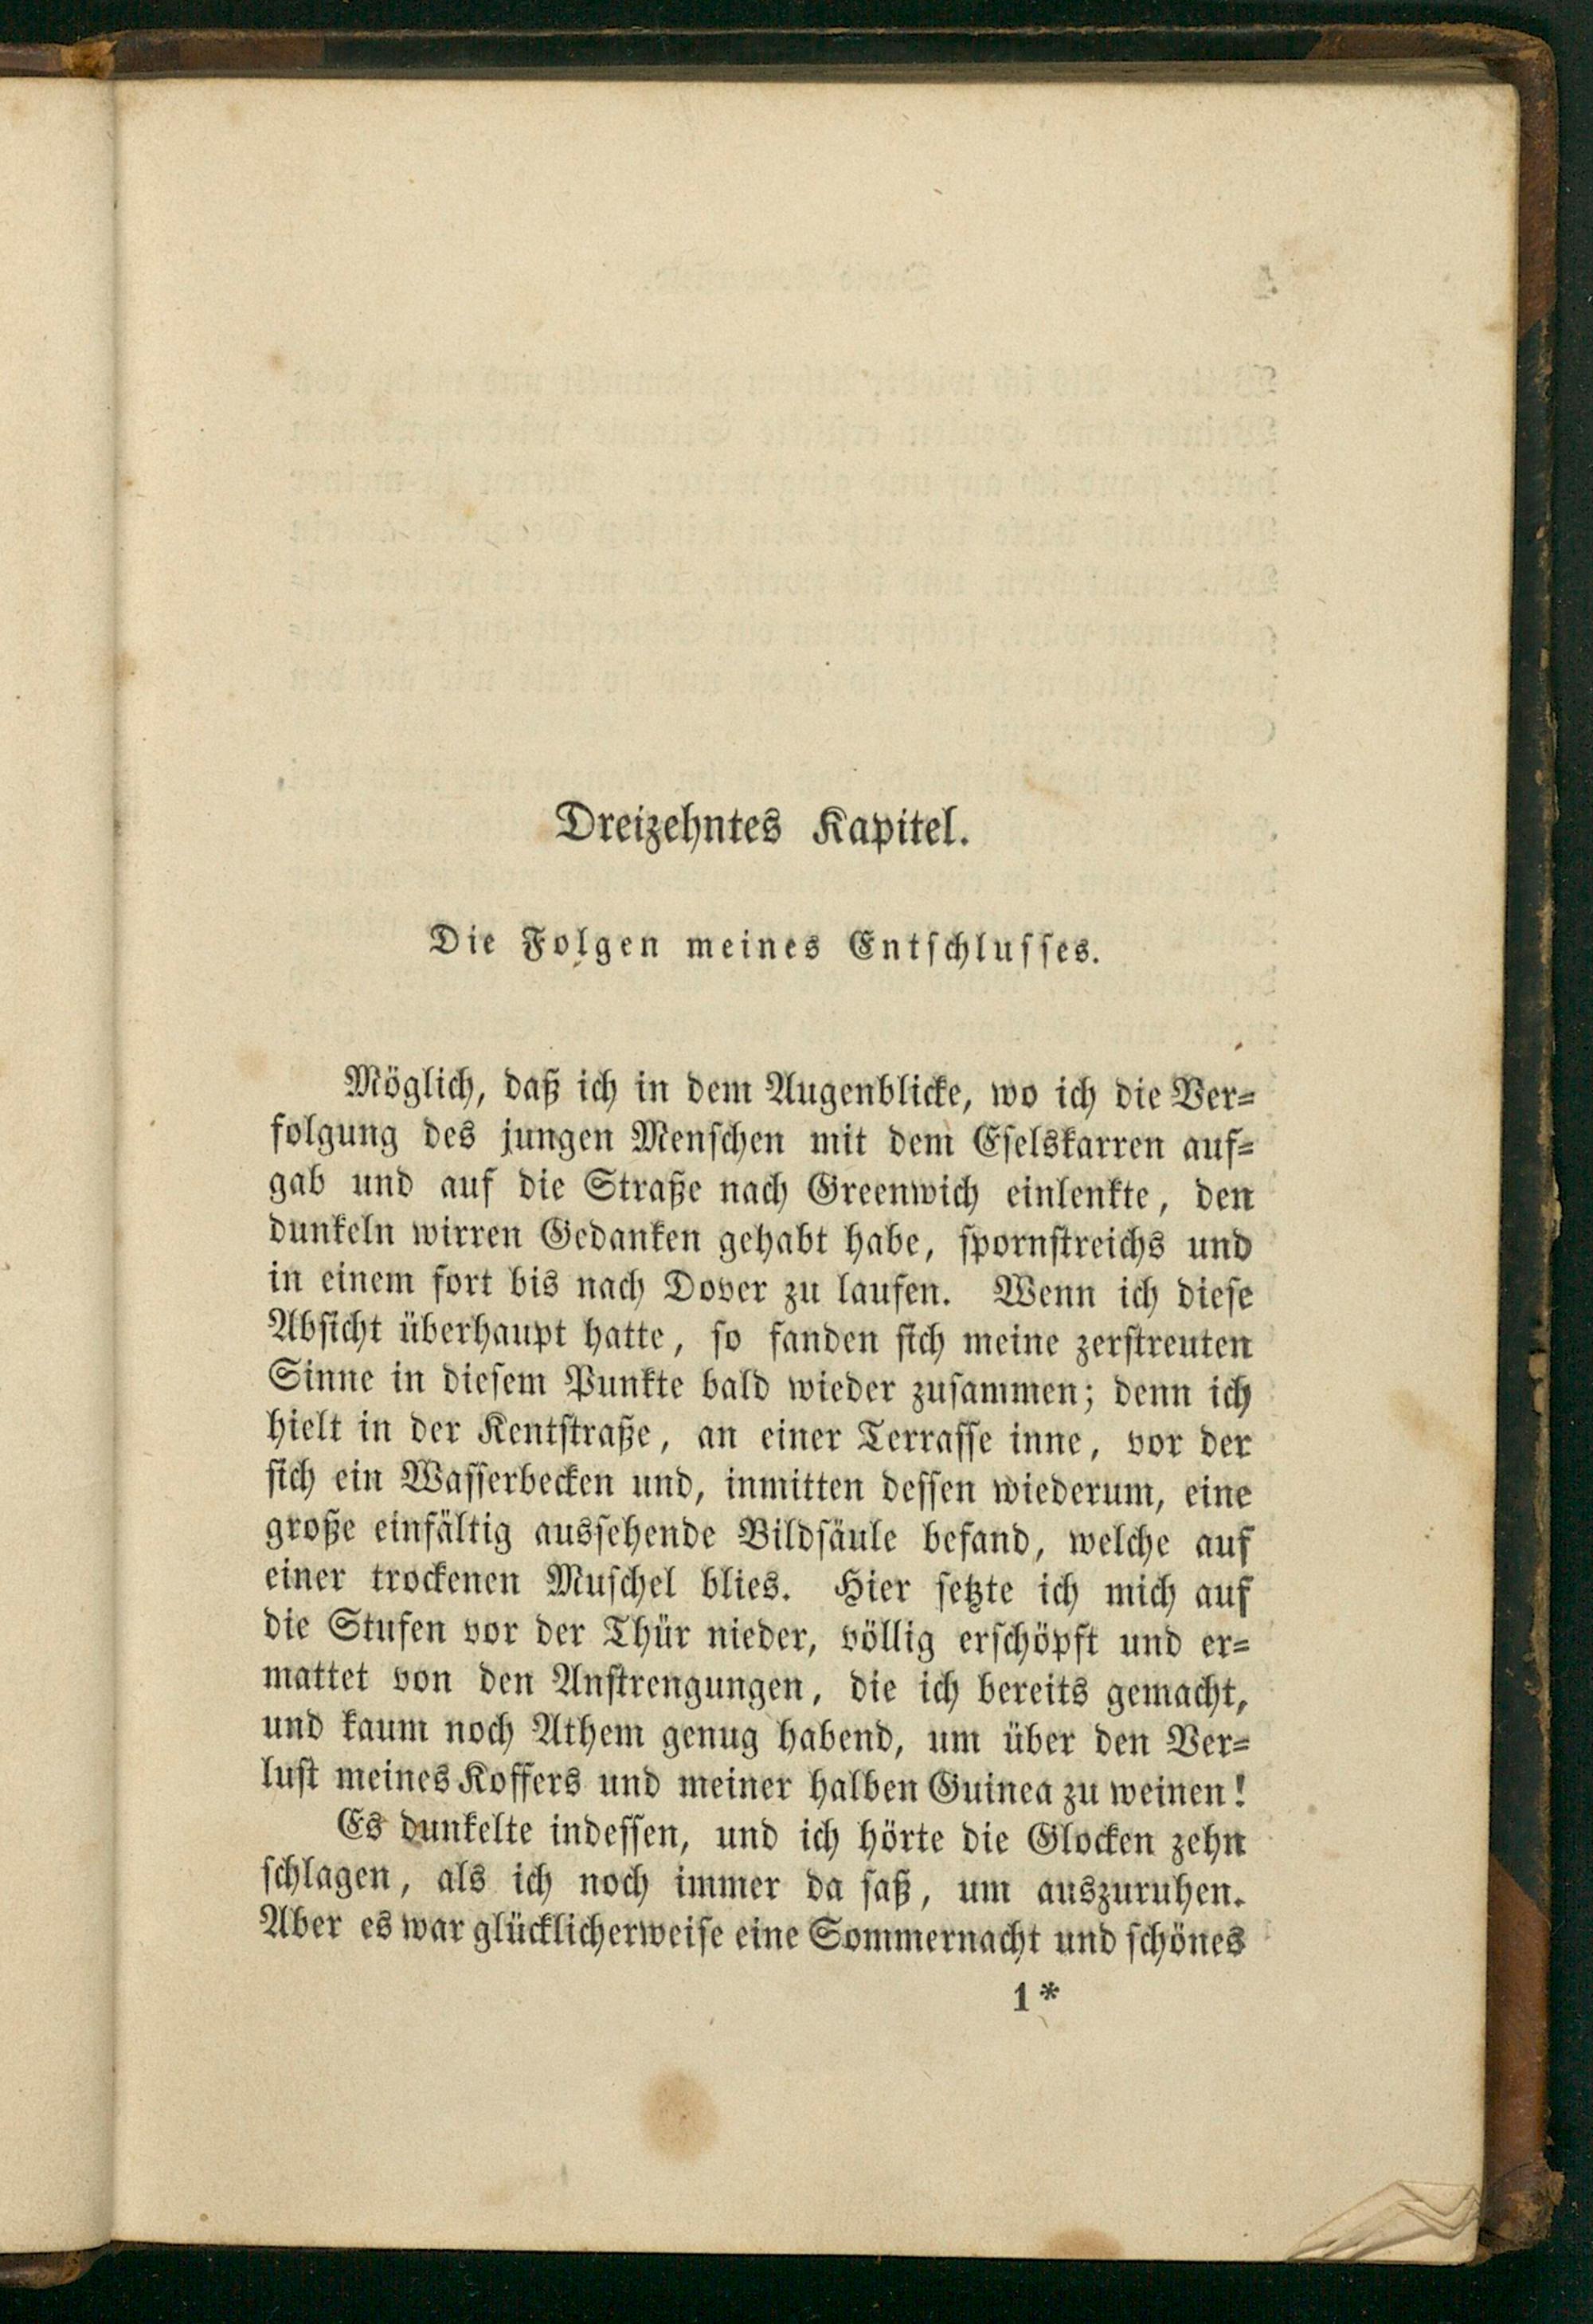 Dreizehntes Kapitel.
Die Folgen meines Entschlusses.
Möglich, daß ich in dem Augenblicke, wo ich die Ver=
folgung des jungen Menschen mit dem Eselskarren auf=
gab und auf die Straße nach Greenwich einlenkte, den
dunkeln wirren Gedanken gehabt habe, spornstreichs und
in einem fort bis nach Dover zu laufen. Wenn ich diese
Absicht überhaupt hatte, so fanden sich meine zerstreuten
Sinne in diesem Punkte bald wieder zusammen; denn ich
hielt in der Kentstraße, an einer Terrasse inne, vor der
sich ein Wasserbecken und, inmitten dessen wiederum, eine
große einfältig aussehende Bildsäule befand, welche auf
einer trockenen Muschel blies. Hier setzte ich mich auf
die Stufen vor der Thür nieder, völlig erschöpft und er=
mattet von den Anstrengungen, die ich bereits gemacht,
und kaum noch Athem genug habend, um über den Ver=
lust meines Koffers und meiner halben Guinea zu weinen!
Es dunkelte indessen, und ich hörte die Glocken zehn
schlagen, als ich noch immer da saß, um auszuruhen.
Aber es war glücklicherweise eine Sommernacht und schönes
1*